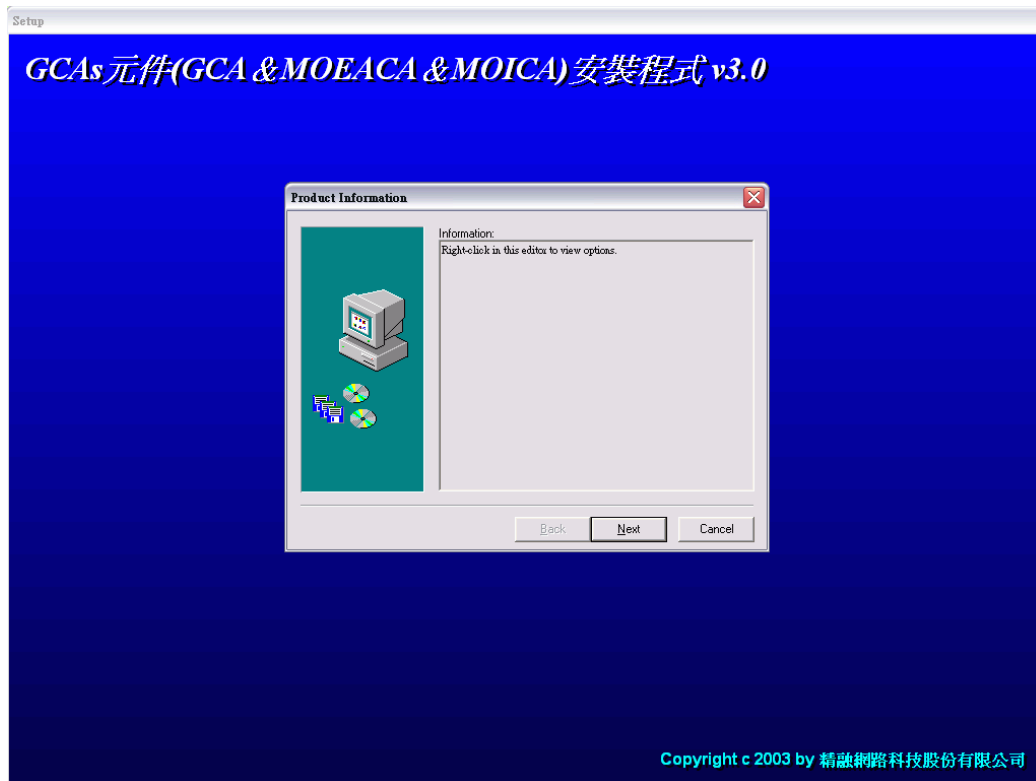 Setup
GCAs元件(GCA＆MOEACA＆MOICA)安裝程式 v3.0
Product Information
Information:
Right-click in this editor to view options.
Back
Next
Cancel
Copyright c 2003 by 精融網路科技股份有限公司